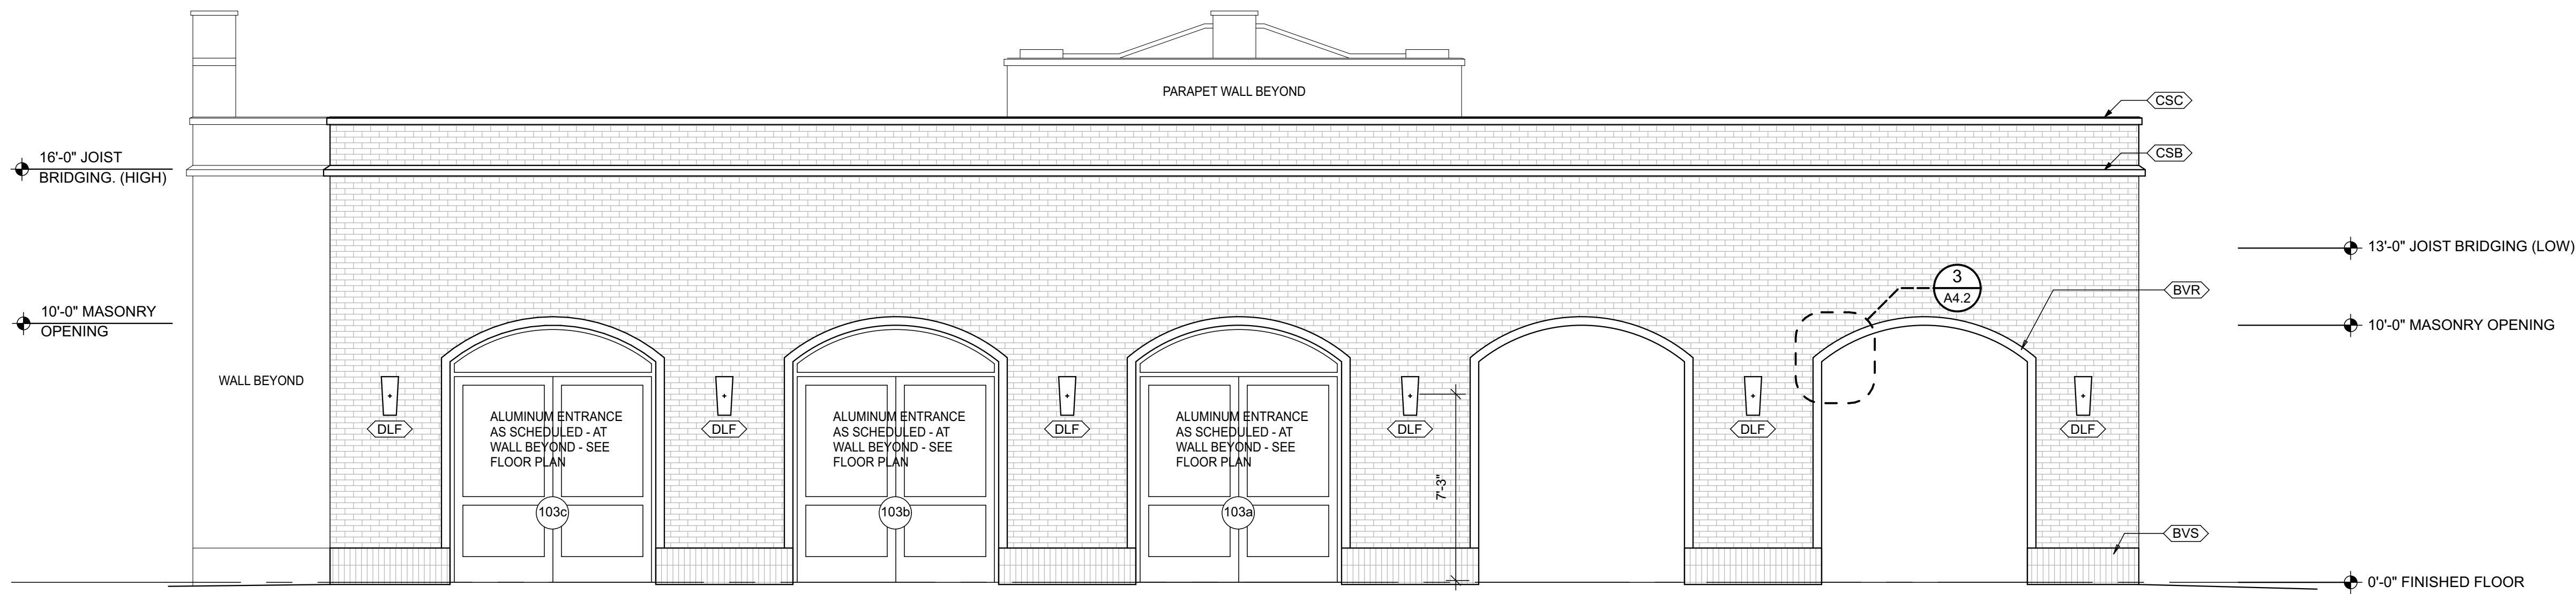 PARAPET WALL BEYOND
CSC
16'-0" JOIST
BRIDGING. (HIGH)
CSB
13'-0" JOIST BRIDGING (LOW)
3
A4.2
BVR
10'-0" MASONRY
OPENING
10'-0" MASONRY OPENING
WALL BEYOND
DLF
ALUMINUM ENTRANCE
AS SCHEDULED - AT
WALL BEYOND - SEE
FLOOR PLAN
103c
DLF
ALUMINUM ENTRANCE
AS SCHEDULED - AT
WALL BEYOND - SEE
FLOOR PLAN
103b
DLF
ALUMINUM ENTRANCE
AS SCHEDULED - AT
WALL BEYOND - SEE
FLOOR PLAN
103a
DLF
7'-3"
DLF
DLF
BVS
0'-0" FINISHED FLOOR